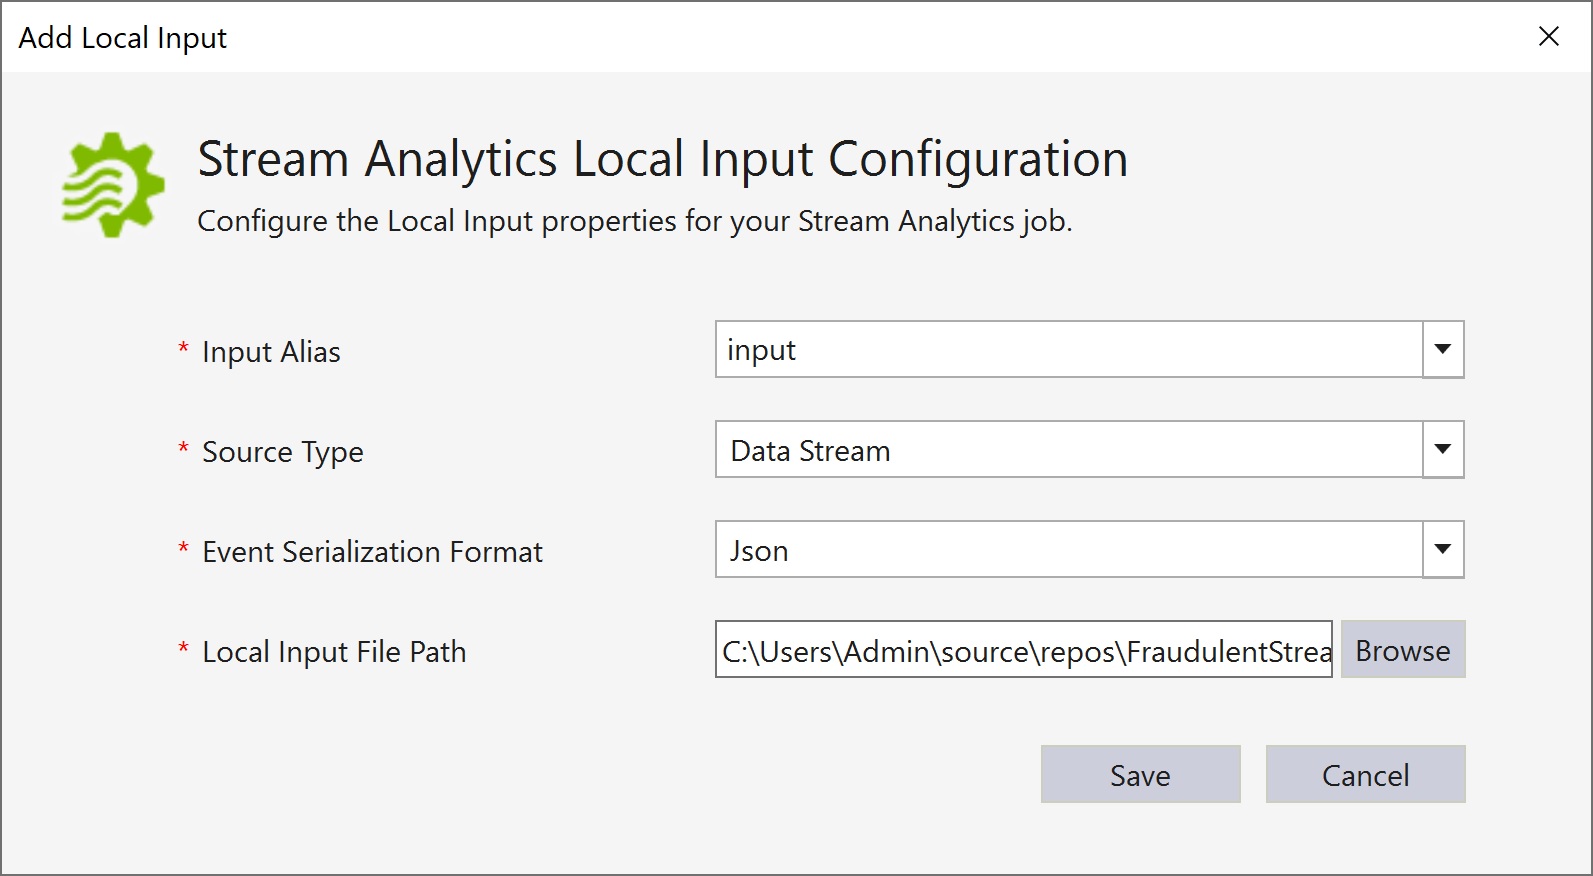 Add Local Input
Stream Analytics Local Input Configuration
Configure the Local Input properties for your Stream Analytics job.
* Input Alias
input
* Source Type
Data Stream
* Event Serialization Format
Json
* Local Input File Path
C:\Users\Admin\source\repos\FraudulentStrea
Browse
Save
Cancel